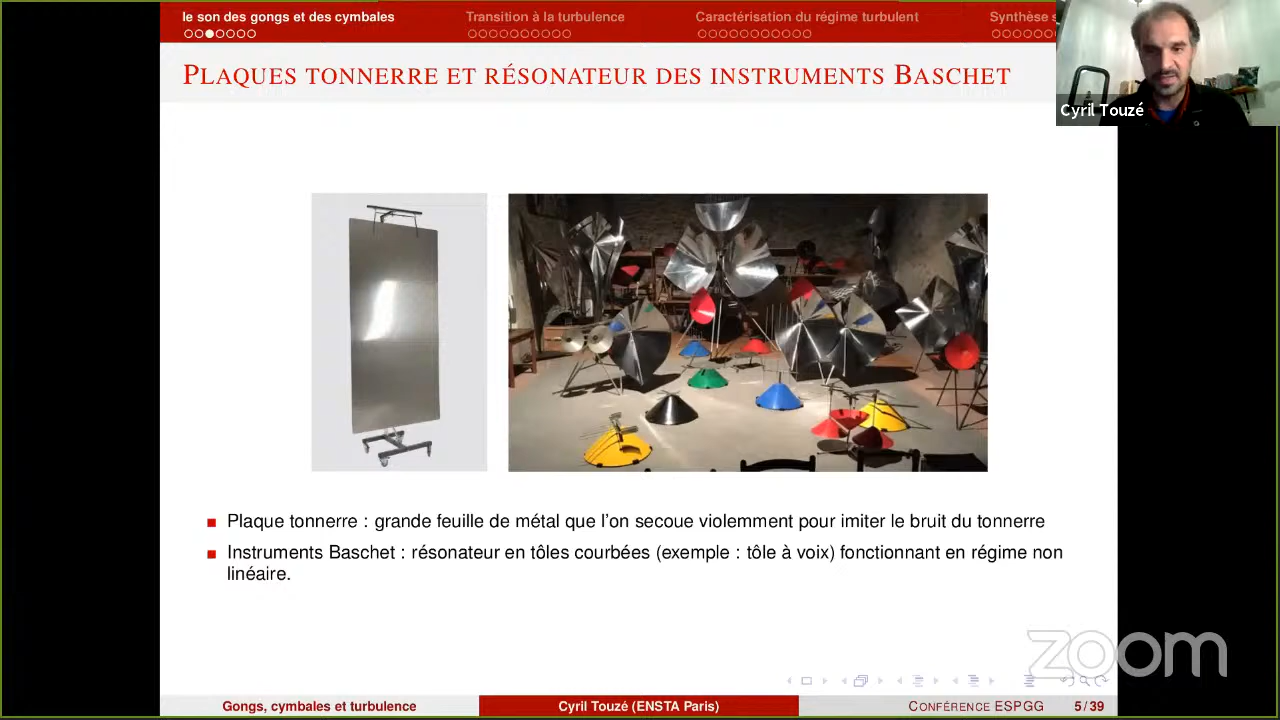 le son des gongs et des cymbales
Transition à la turbulence
Caractérisation du régime turbulent
Synthèse s
PLAQUES TONNERRE ET RÉSONATEUR DES INSTRUMENTS BASCHET
Cyril Touzé
Plaque tonnerre : grande feuille de métal que l'on secoue violemment pour imiter le bruit du tonnerre
Instruments Baschet : résonateur en tôles courbées (exemple : tôle à voix) fonctionnant en régime non
linéaire.
zoom
Gongs, cymbales et turbulence
Cyril Touzé (ENSTA Paris)
CONFÉRENCE ESPGG
5 / 39